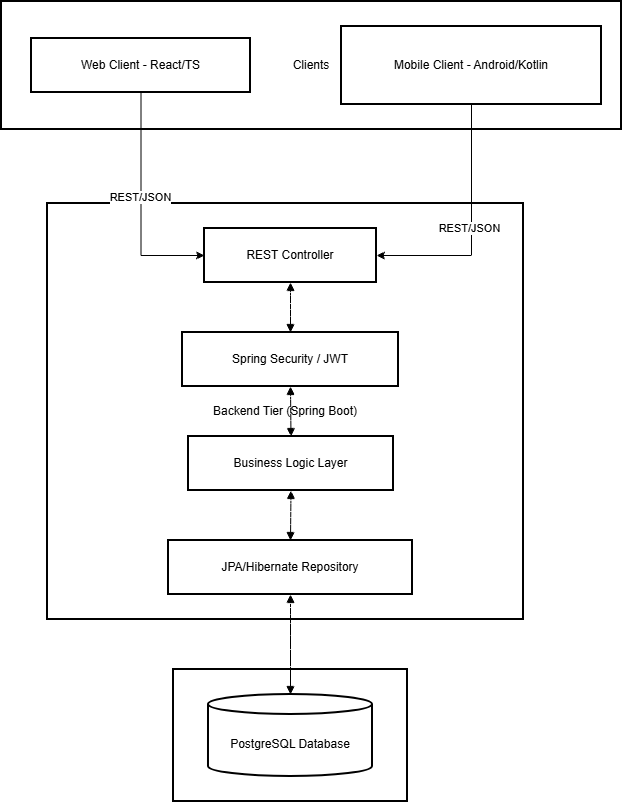 Web Client - React/TS
Clients
Mobile Client - Android/Kotlin
REST/JSON
REST/JSON
REST Controller
Spring Security / JWT
Backend Tier (Spring Boot)
Business Logic Layer
JPA/Hibernate Repository
PostgreSQL Database